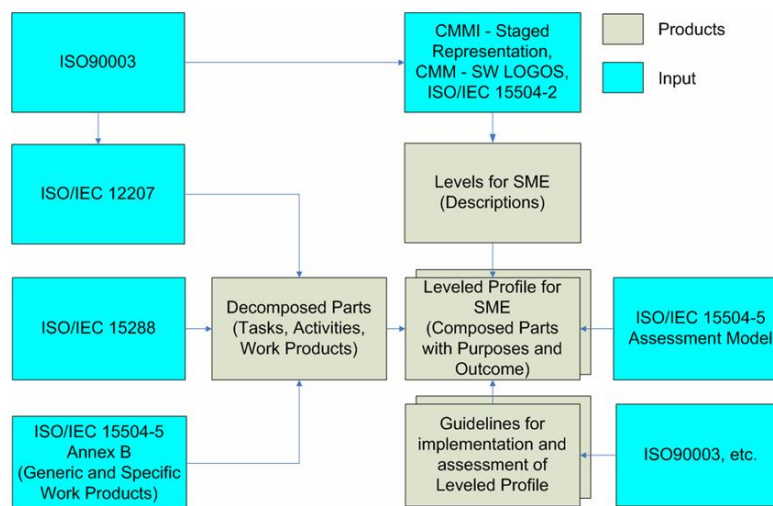 ISO90003
CMMI - Staged
Representation,
CMM - SW LOGOS,
ISO/IEC 15504-2
Products
Input
ISO/IEC 12207
Levels for SME
(Descriptions)
ISO/IEC 15288
Decomposed Parts
(Tasks, Activities,
Work Products)
Leveled Profile for
SME
(Composed Parts
with Purposes and
Outcome)
ISO/IEC 15504-5
Assessment Model
ISO/IEC 15504-5
Annex B
(Generic and Specific
Work Products)
Guidelines for
implementation and
assessment of
Leveled Profile
ISO90003, etc.